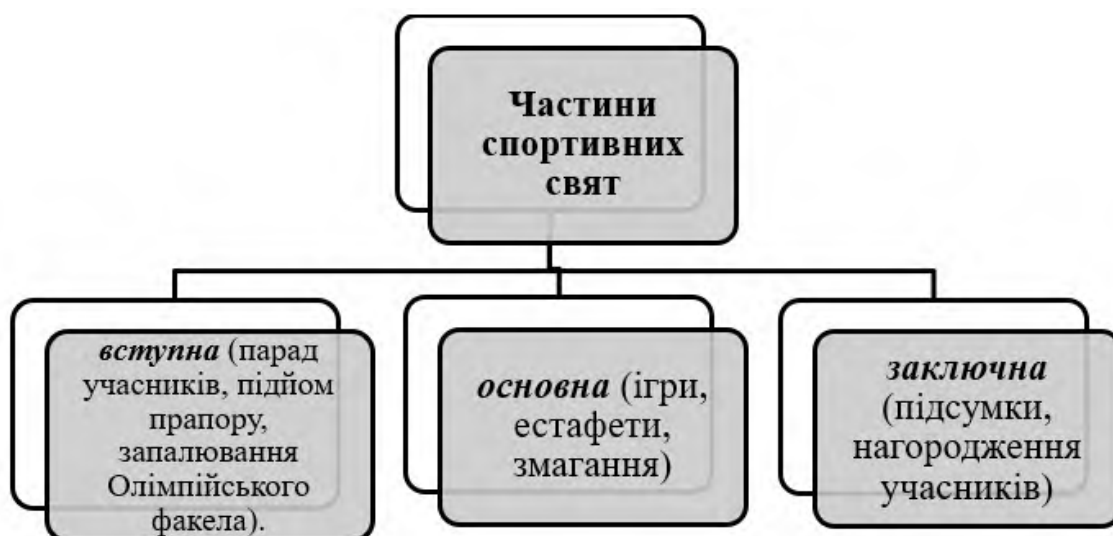 Частини
спортивних
свят
вступна (парад
учасників, підйом
прапору,
запалювання
Олімпійського
факела).
основна (ігри,
естафети,
змагання)
заключна
(підсумки,
нагородження
учасників)